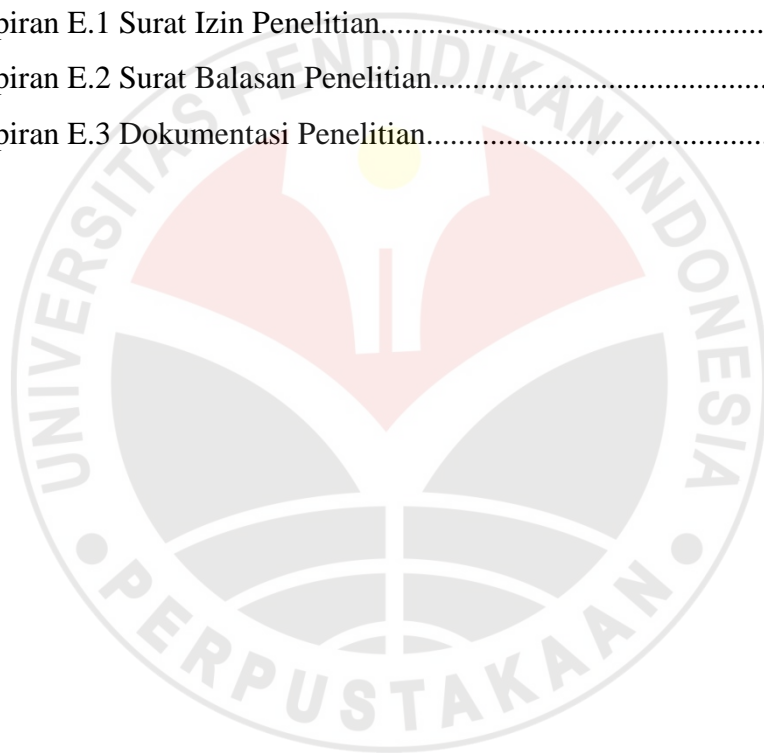 piran E.1 Surat Izin Penelitian......................................................
piran E.2 Surat Balasan Penelitian................................................
piran E.3 Dokumentasi Penelitian.................................................
UNIVERSITAS PENDIDIKAN INDONESIA
PERPUSTAKAAN